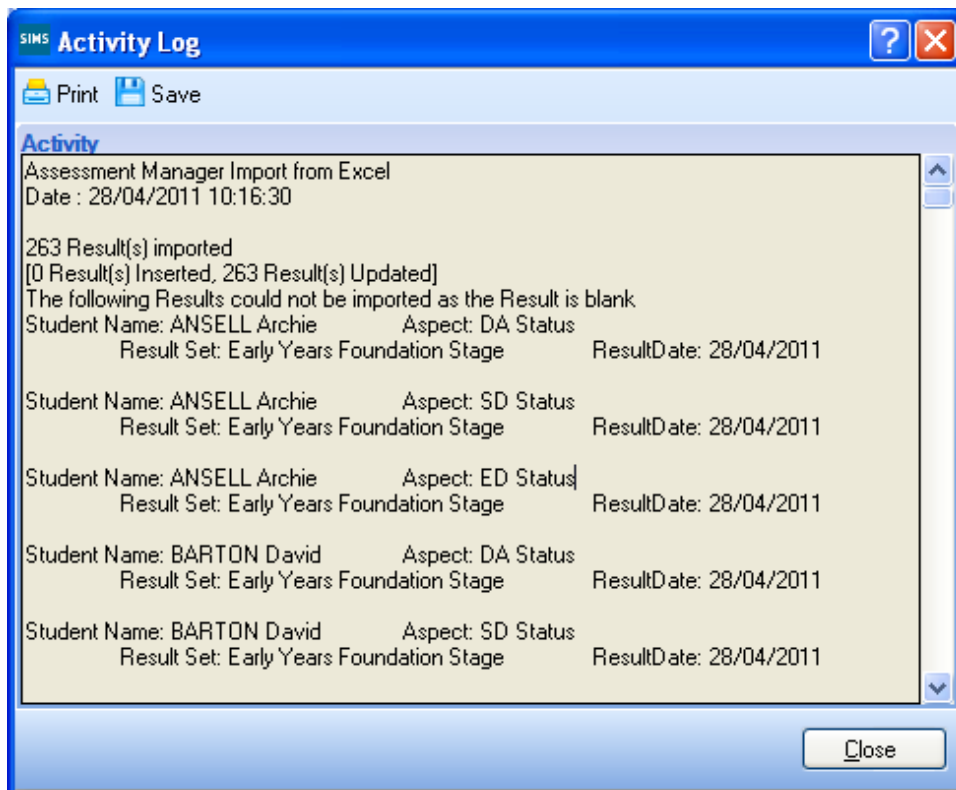 SIMS Activity Log
Print Save
Activity
Assessment Manager Import from Excel
Date : 28/04/2011 10:16:30
263 Result(s) imported
[0 Result(s) Inserted, 263 Result(s) Updated]
The following Results could not be imported as the Result is blank
Student Name: ANSELL Archie Aspect: DA Status
Result Set: Early Years Foundation Stage ResultDate: 28/04/2011
Student Name: ANSELL Archie Aspect: SD Status
Result Set: Early Years Foundation Stage ResultDate: 28/04/2011
Student Name: ANSELL Archie Aspect: ED Status
Result Set: Early Years Foundation Stage ResultDate: 28/04/2011
Student Name: BARTON David Aspect: DA Status
Result Set: Early Years Foundation Stage ResultDate: 28/04/2011
Student Name: BARTON David Aspect: SD Status
Result Set: Early Years Foundation Stage ResultDate: 28/04/2011
Close